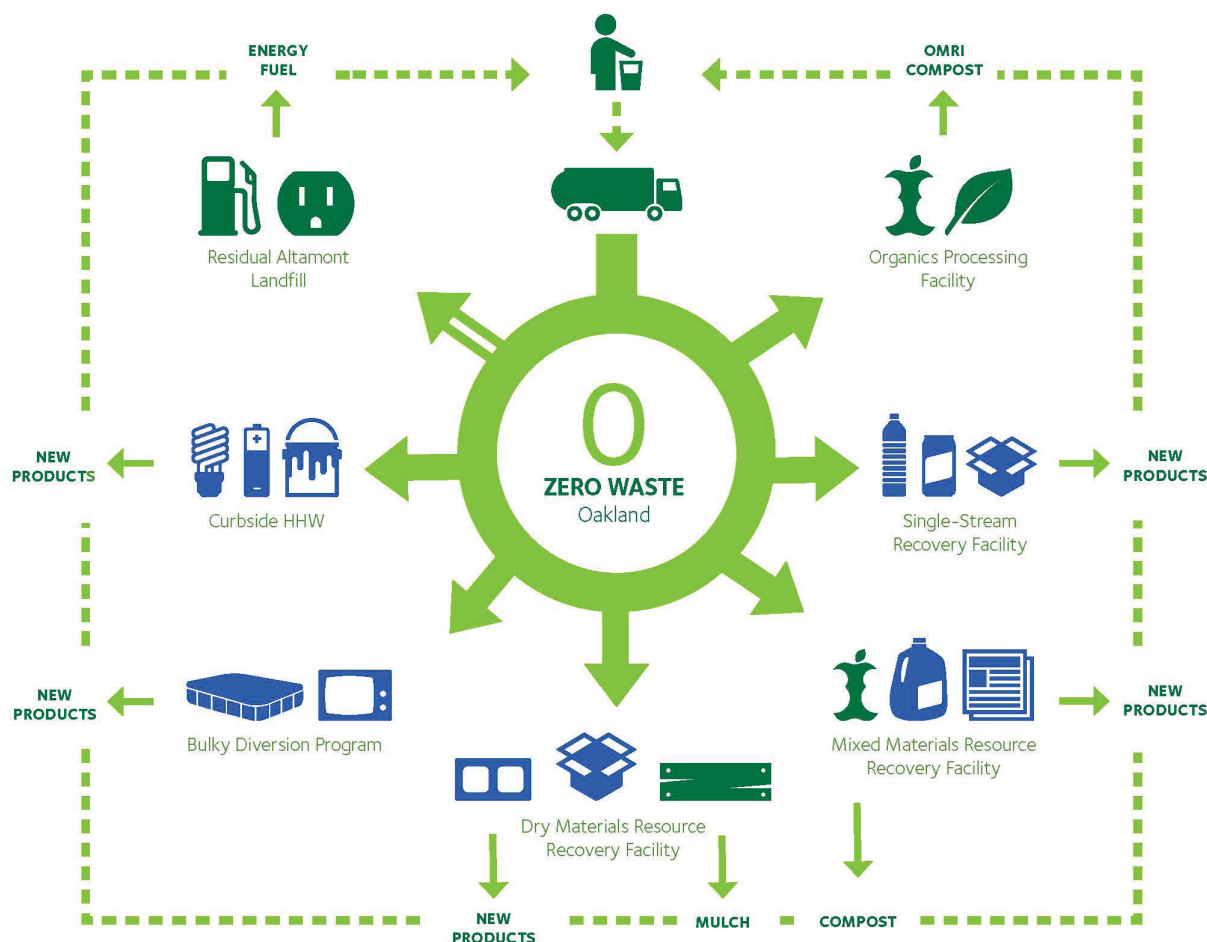 ENERGY
FUEL
OMRI
COMPOST
Residual Altamont
Landfill
Organics Processing
Facility
0
ZERO WASTE
Oakland
NEW
PRODUCTS
Curbside HHW
Single-Stream
Recovery Facility
NEW
PRODUCTS
NEW
PRODUCTS
Bulky Diversion Program
Mixed Materials Resource
Recovery Facility
NEW
PRODUCTS
Dry Materials Resource
Recovery Facility
NEW
PRODUCTS
MULCH
COMPOST